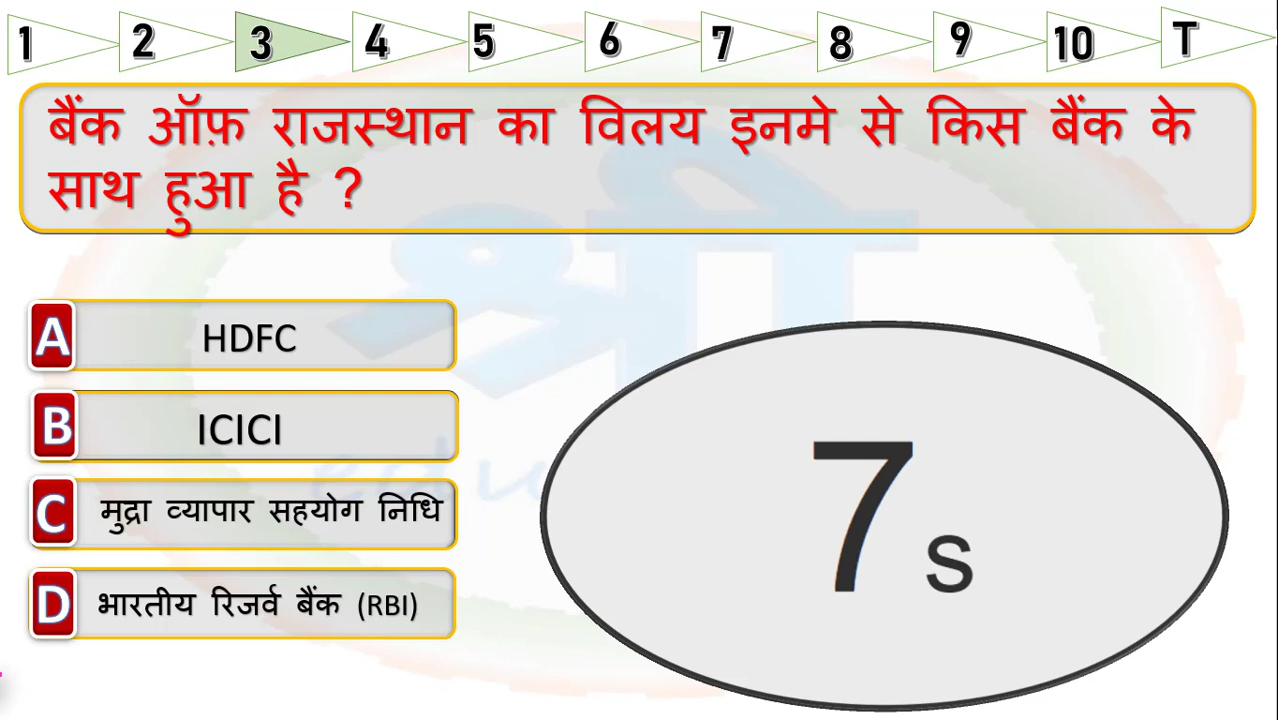 1 2 3 4 5 6 7 8 9 10 T
बैंक ऑफ़ राजस्थान का विलय इनमे से किस बैंक के
साथ हुआ है ?
A HDFC
B ICICI
C मुद्रा व्यापार सहयोग निधि
D भारतीय रिजर्व बैंक (RBI)
7 s
श्री